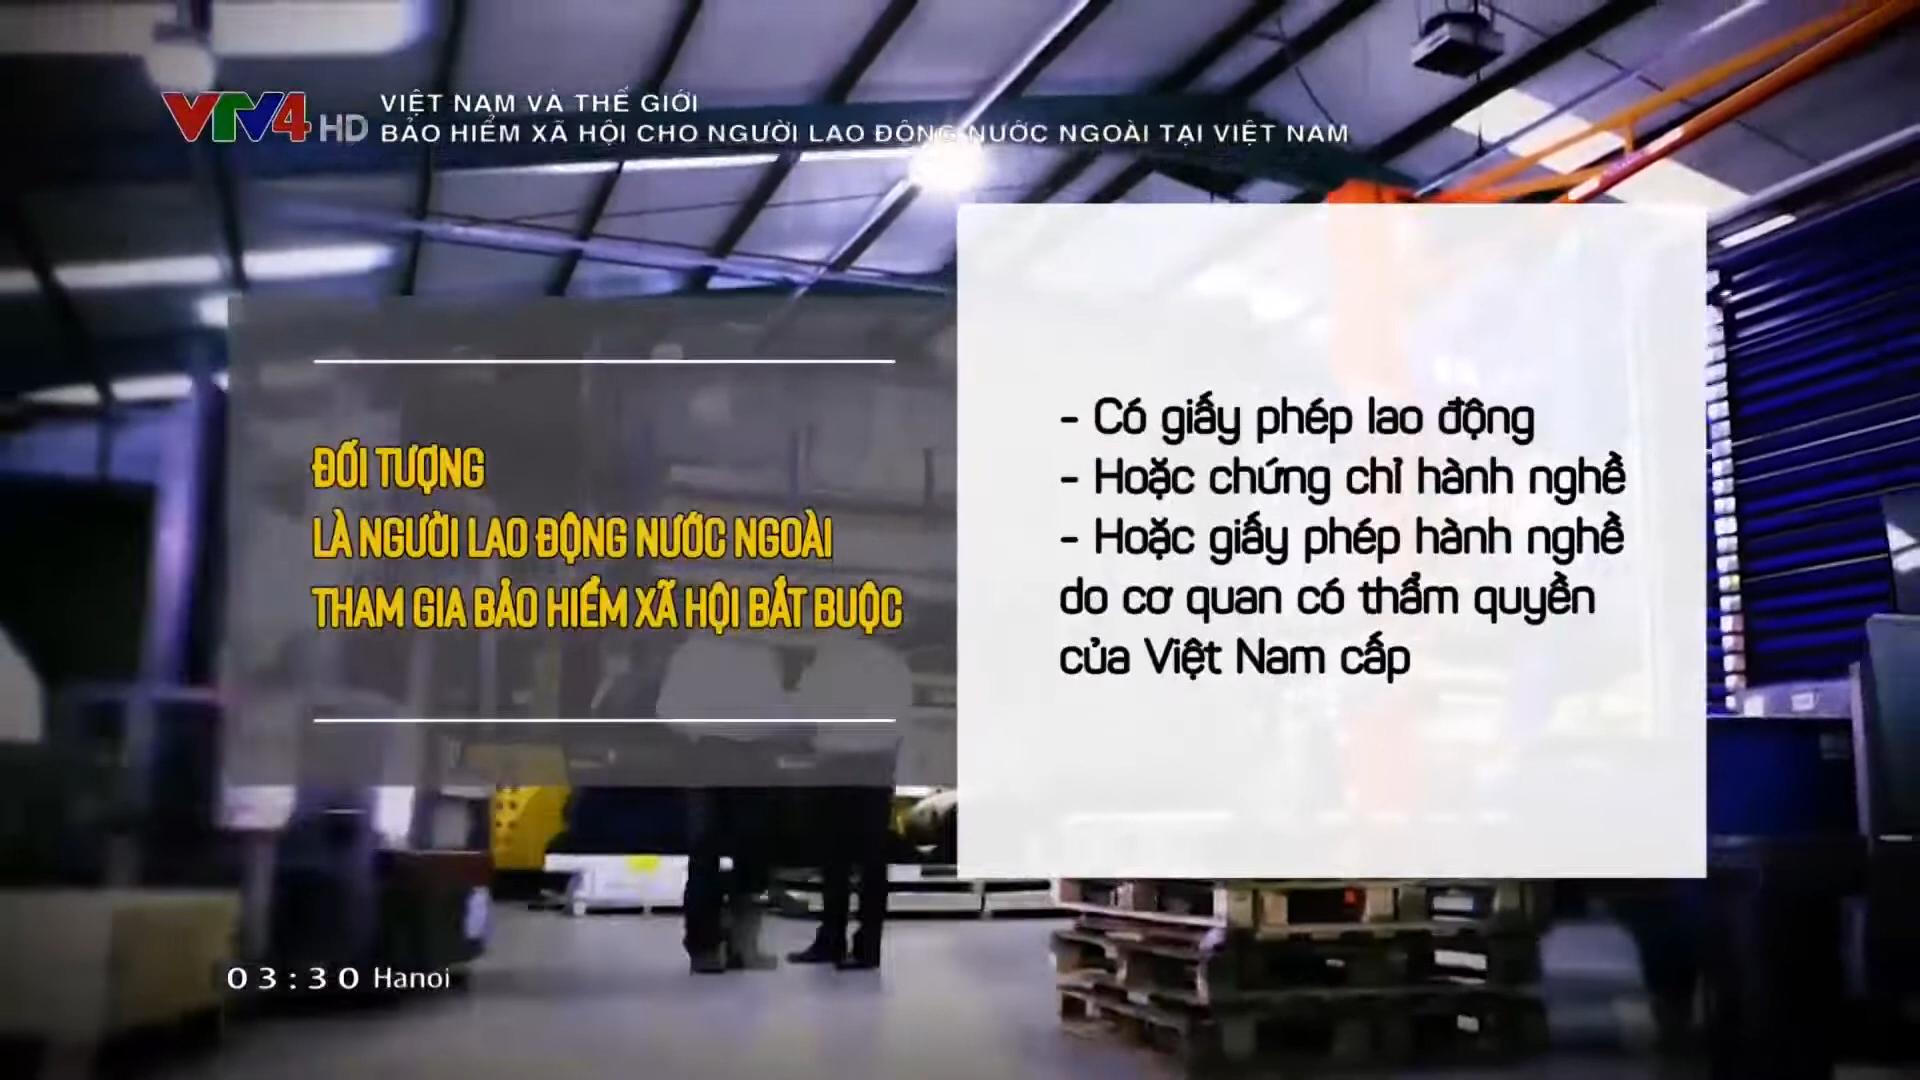 VTV4 HD
VIỆT NAM VÀ THẾ GIỚI
BẢO HIỂM XÃ HỘI CHO NGƯỜI LAO ĐỘNG NƯỚC NGOÀI TẠI VIỆT NAM
ĐỐI TƯỢNG
LÀ NGƯỜI LAO ĐỘNG NƯỚC NGOÀI
THAM GIA BẢO HIỂM XÃ HỘI BẮT BUỘC
- Có giấy phép lao động
- Hoặc chứng chỉ hành nghề
- Hoặc giấy phép hành nghề
do cơ quan có thẩm quyền
của Việt Nam cấp
03:30 Hanoi